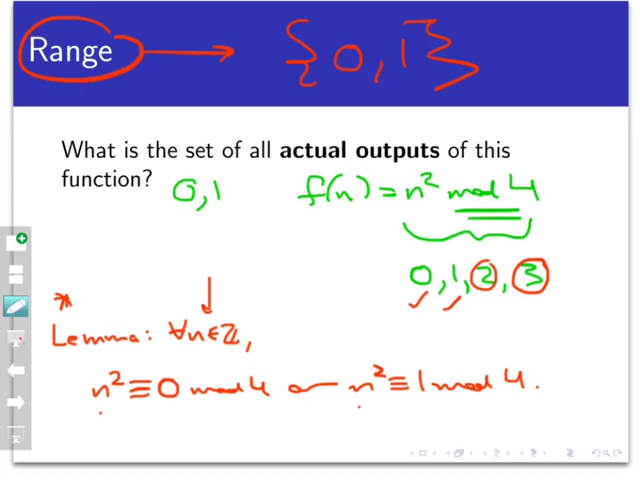 Range → {0, 1}
What is the set of all actual outputs of this
function?
0, 1 f(n) = n² mod 4
0, 1, 2, 3
*
Lemma: ∀n∈ℤ,
n² ≡ 0 mod 4 or n² ≡ 1 mod 4.